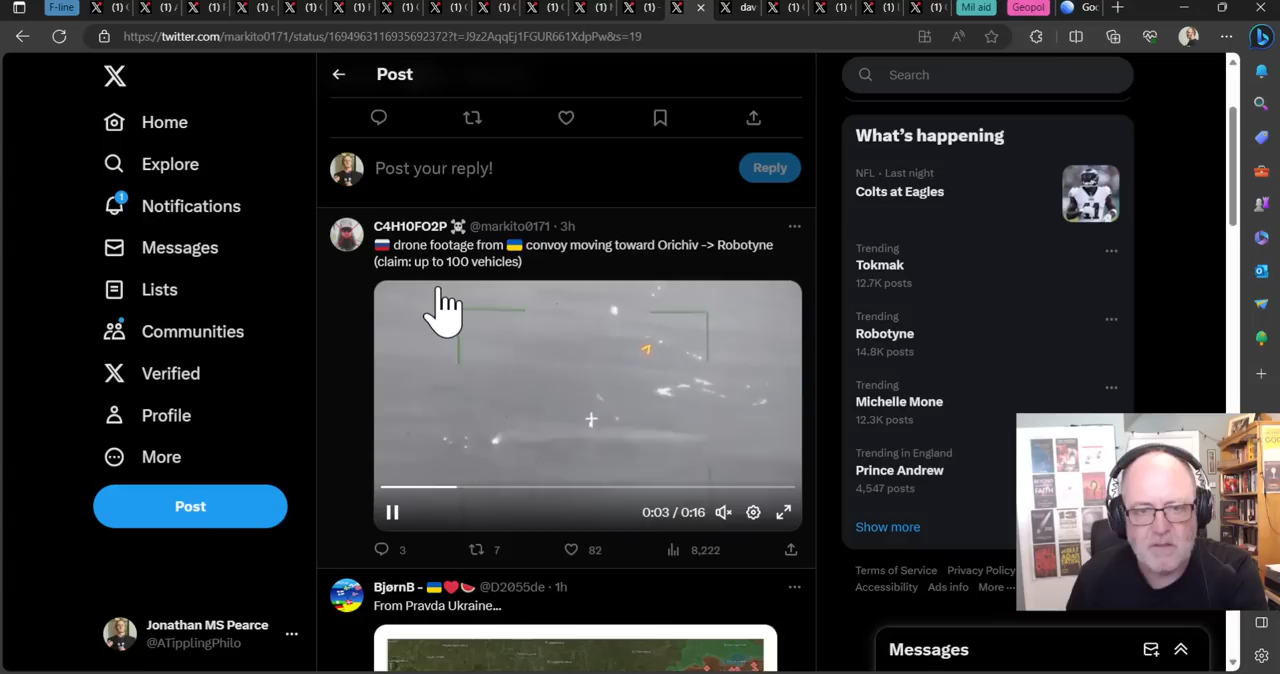 F-line
Mil aid
Geopol
https://twitter.com/markito0171/status/1694963116935692372?t=J9z2AqqEj1FGUR661XdpPw&s=19
Home
Explore
1
Notifications
Messages
Lists
Communities
Verified
Profile
More
Post
Jonathan MS Pearce
@ATipplingPhilo
Post
Post your reply!
Reply
C4H10FO2P @markito0171 · 3h
drone footage from convoy moving toward Orichiv -> Robotyne
(claim: up to 100 vehicles)
0:03 / 0:16
3
7
82
8,222
BjørnB - @D2055de · 1h
From Pravda Ukraine...
Search
What's happening
NFL · Last night
Colts at Eagles
Trending
Tokmak
12.7K posts
Trending
Robotyne
14.8K posts
Trending
Michelle Mone
12.3K posts
Trending in England
Prince Andrew
4,547 posts
Show more
Terms of Service Privacy Policy
Accessibility Ads info More ...
Messages